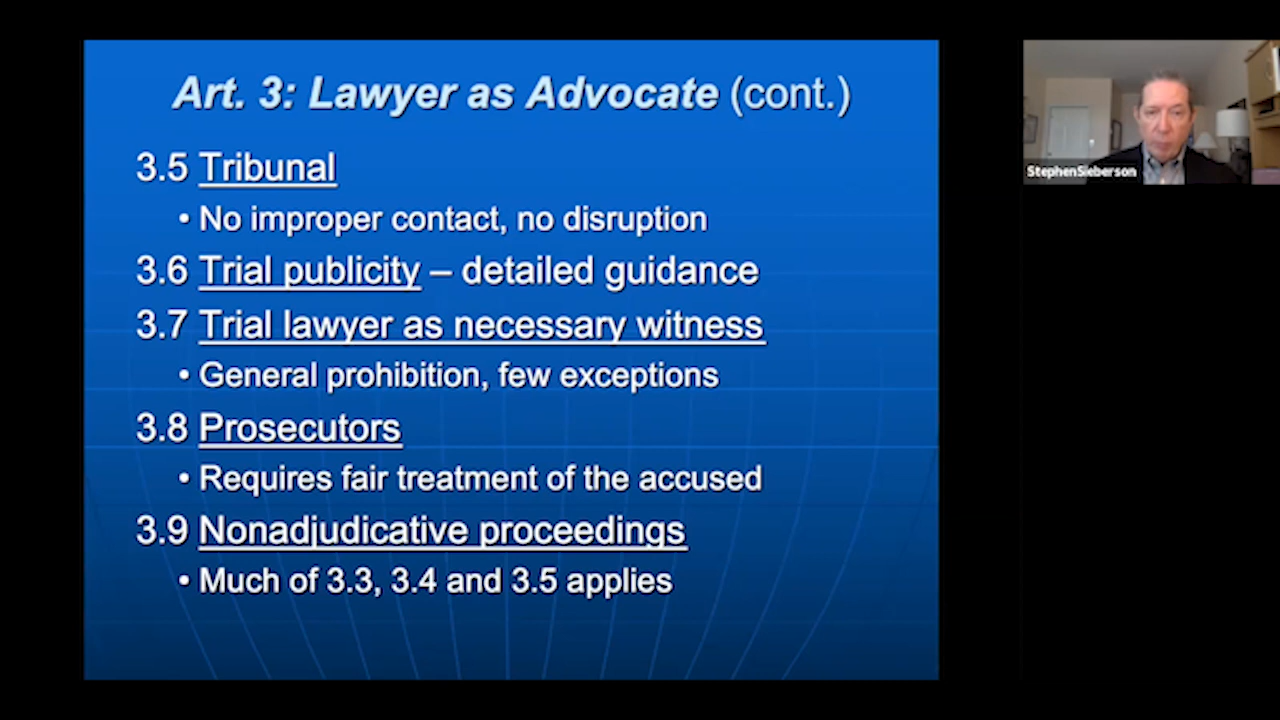 Art. 3: Lawyer as Advocate (cont.)
3.5 Tribunal
• No improper contact, no disruption
3.6 Trial publicity – detailed guidance
3.7 Trial lawyer as necessary witness
• General prohibition, few exceptions
3.8 Prosecutors
• Requires fair treatment of the accused
3.9 Nonadjudicative proceedings
• Much of 3.3, 3.4 and 3.5 applies
StephenSieberson